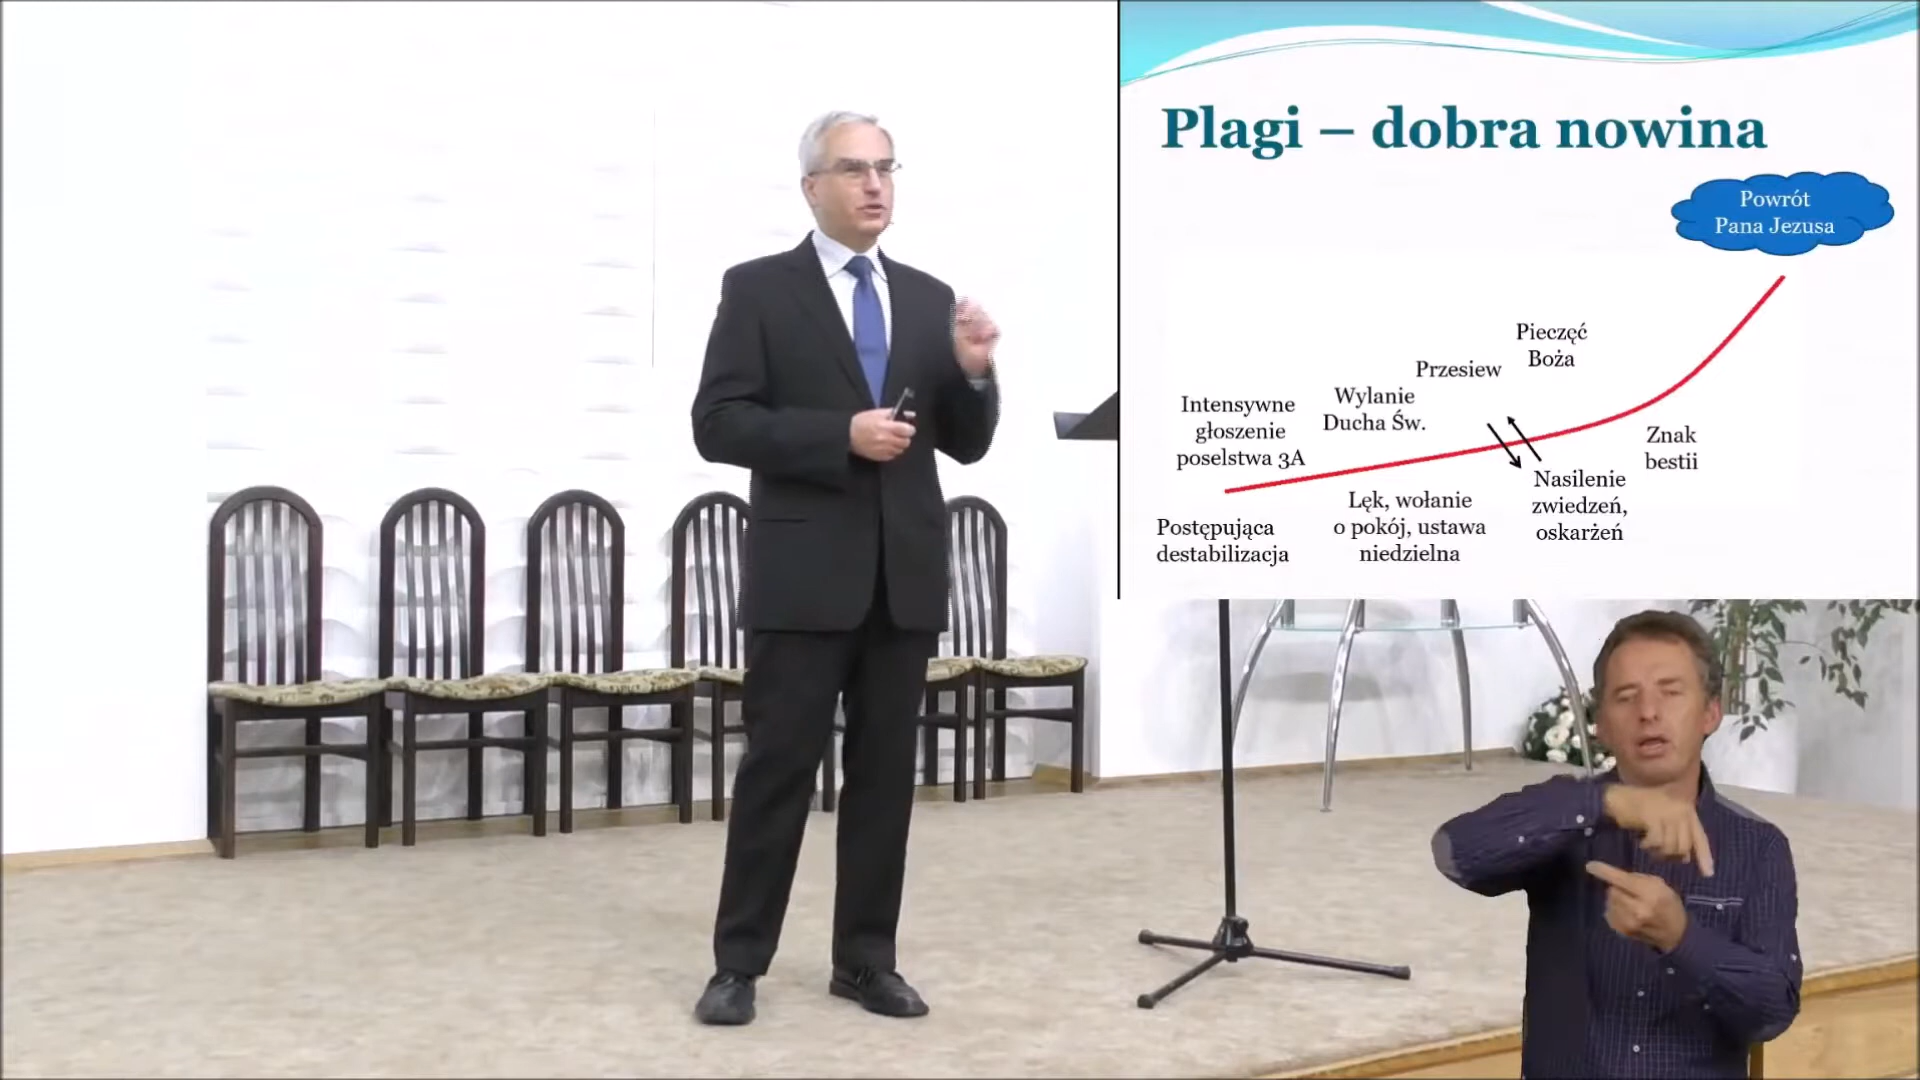 Plagi – dobra nowina
Powrót
Pana Jezusa
Pieczęć
Boża
Przesiew
Wylanie
Ducha Św.
Intensywne
głoszenie
poselstwa 3A
Znak
bestii
Nasilenie
zwiedzeń,
oskarżeń
Lęk, wołanie
o pokój, ustawa
niedzielna
Postępująca
destabilizacja